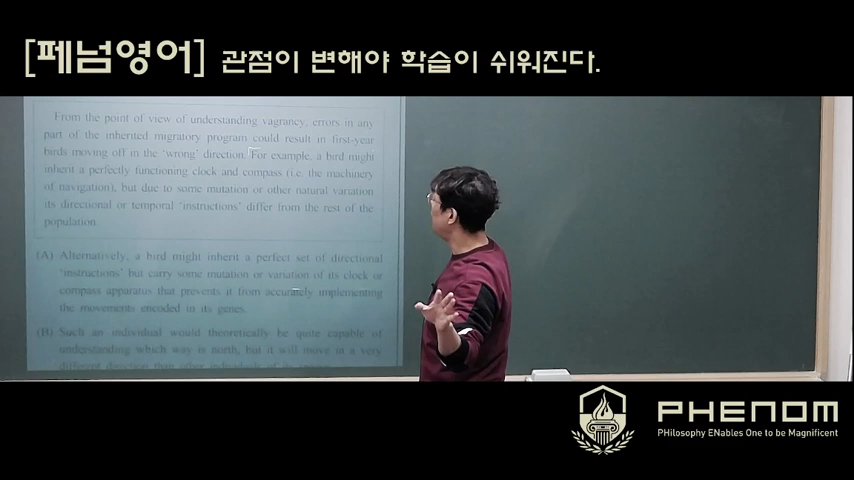 [페넘영어] 관점이 변해야 학습이 쉬워진다.
From the point of view of understanding vagrancy, errors in any
part of the inherited migratory program could result in first-year
birds moving off in the 'wrong' direction. For example, a bird might
inherit a perfectly functioning clock and compass (i.e. the machinery
of navigation), but due to some mutation or other natural variation
its directional or temporal 'instructions' differ from the rest of the
population.
(A) Alternatively, a bird might inherit a perfect set of directional
'instructions' but carry some mutation or variation of its clock or
compass apparatus that prevents it from accurately implementing
the movements encoded in its genes.
(B) Such an individual would theoretically be quite capable of
understanding which way is north, but it will move in a very
different direction than other individuals of its
PHENOM
PHilosophy ENables One to be Magnificent